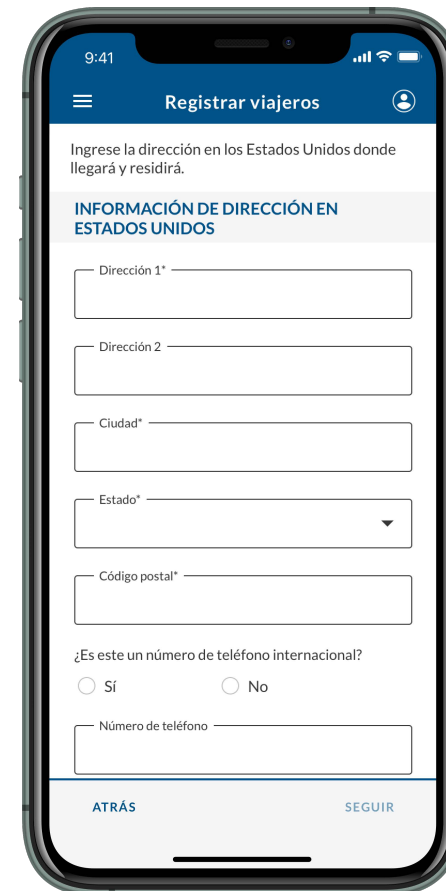 9:41
Registrar viajeros
Ingrese la dirección en los Estados Unidos donde
llegará y residirá.
INFORMACIÓN DE DIRECCIÓN EN
ESTADOS UNIDOS
Dirección 1*
Dirección 2
Ciudad*
Estado*
Código postal*
¿Es este un número de teléfono internacional?
Sí No
Número de teléfono
ATRÁS SEGUIR